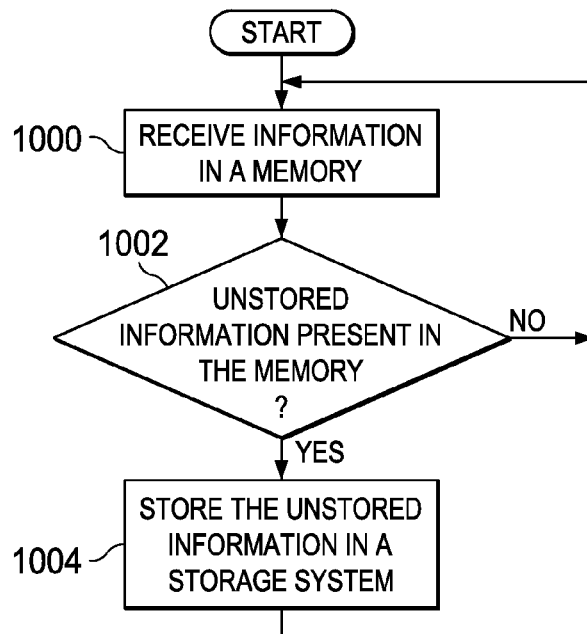 START
1000
RECEIVE INFORMATION
IN A MEMORY
1002
UNSTORED
INFORMATION PRESENT IN
THE MEMORY
?
NO
YES
1004
STORE THE UNSTORED
INFORMATION IN A
STORAGE SYSTEM